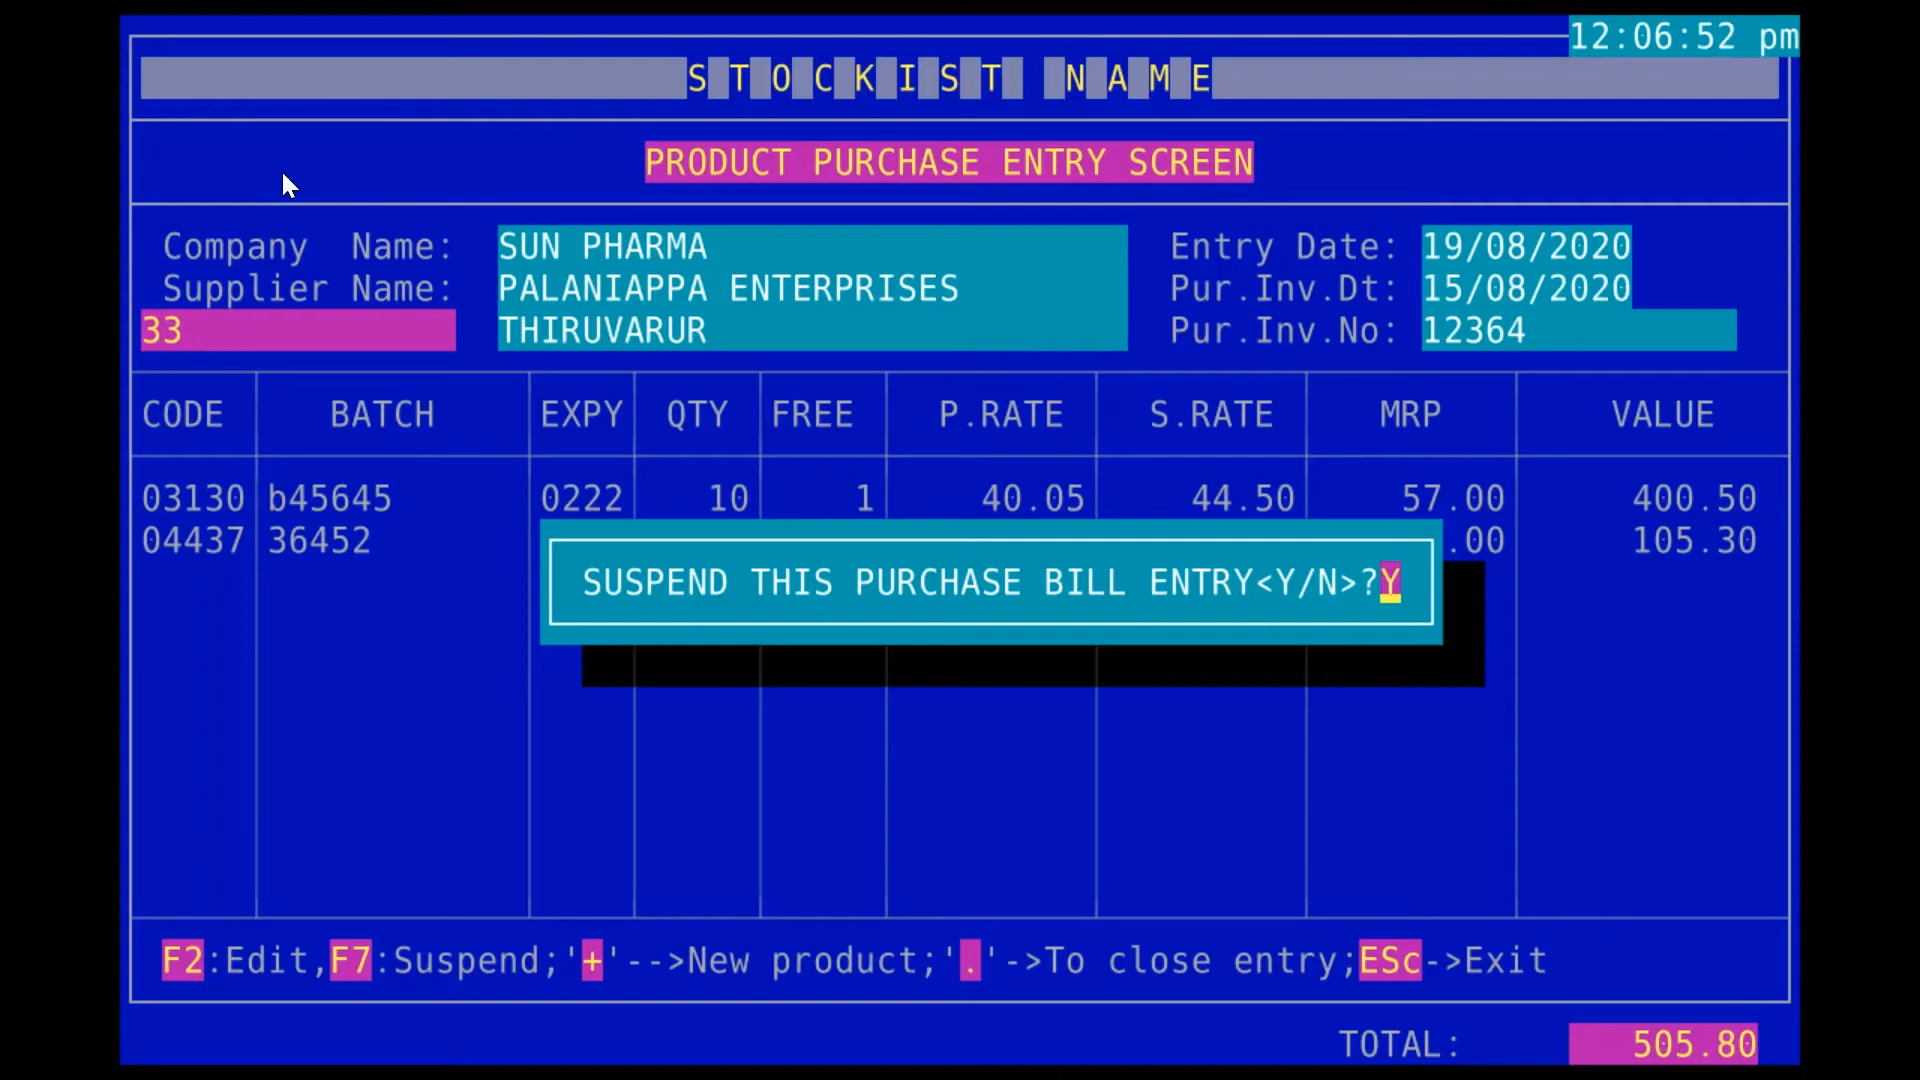 12:06:52 pm
STOCKIST NAME
PRODUCT PURCHASE ENTRY SCREEN
Company Name: SUN PHARMA Entry Date: 19/08/2020
Supplier Name: PALANIAPPA ENTERPRISES Pur.Inv.Dt: 15/08/2020
33 THIRUVARUR Pur.Inv.No: 12364
CODE BATCH EXPY QTY FREE P.RATE S.RATE MRP VALUE
03130 b45645 0222 10 1 40.05 44.50 57.00 400.50
04437 36452 .00 105.30
SUSPEND THIS PURCHASE BILL ENTRY<Y/N>?Y
F2:Edit,F7:Suspend;'+'-->New product;'.'->To close entry;ESc->Exit
TOTAL: 505.80